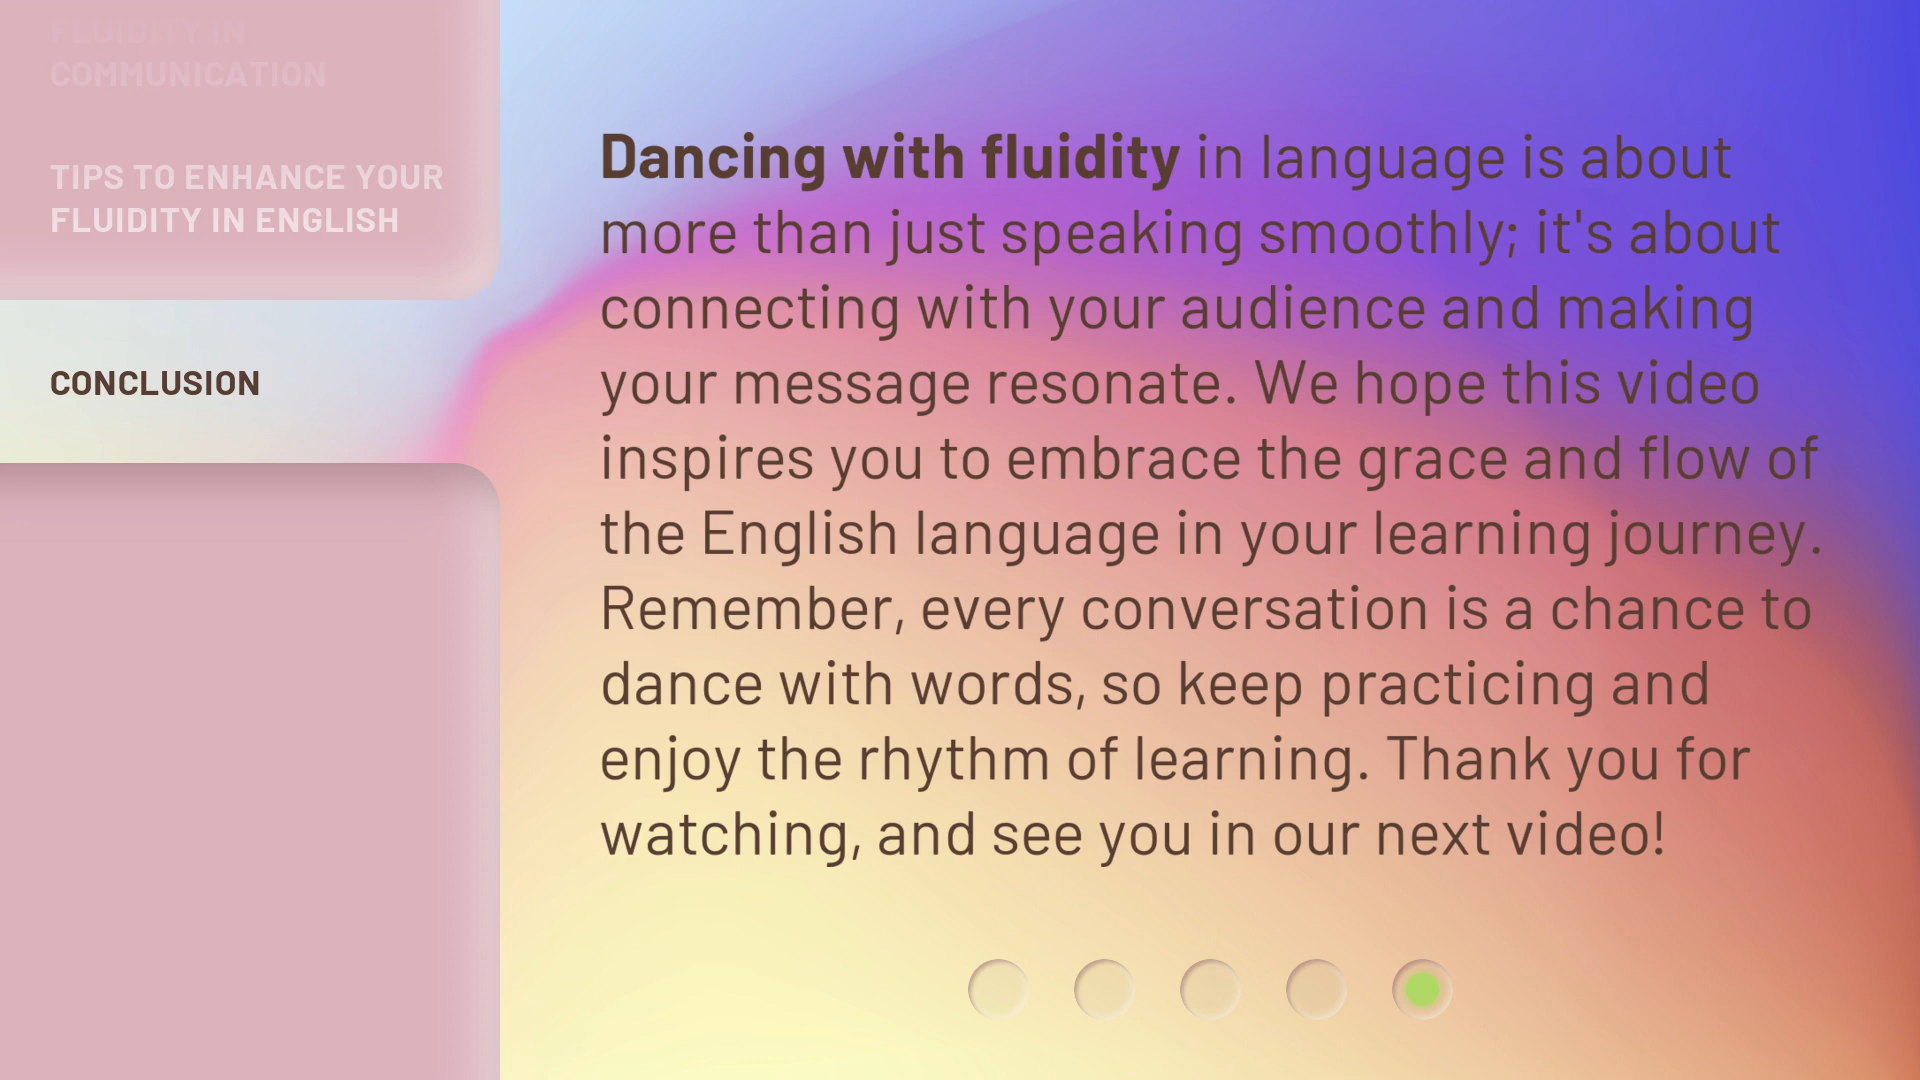 FLUIDITY IN
COMMUNICATION
TIPS TO ENHANCE YOUR
FLUIDITY IN ENGLISH
CONCLUSION
Dancing with fluidity in language is about
more than just speaking smoothly; it's about
connecting with your audience and making
your message resonate. We hope this video
inspires you to embrace the grace and flow of
the English language in your learning journey.
Remember, every conversation is a chance to
dance with words, so keep practicing and
enjoy the rhythm of learning. Thank you for
watching, and see you in our next video!